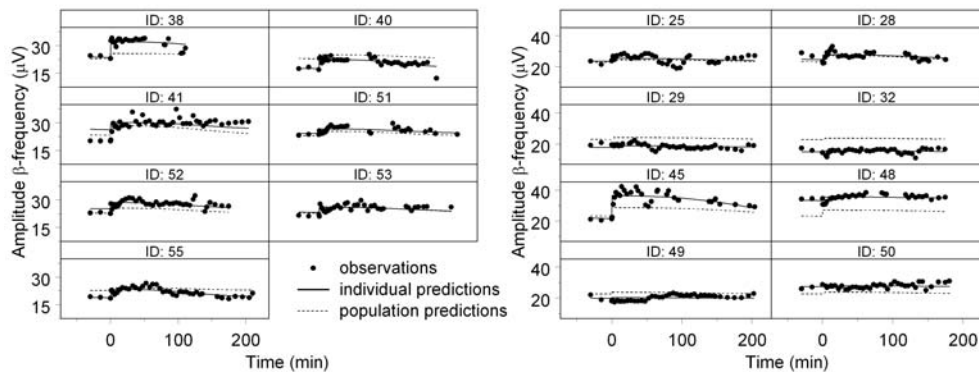 ID: 38
ID: 40
Amplitude β-frequency (μV)
30
15
ID: 41
ID: 51
30
15
ID: 52
ID: 53
30
15
ID: 55
30
15
0
100
200
Time (min)
observations
individual predictions
population predictions
ID: 25
ID: 28
Amplitude β-frequency (μV)
40
20
ID: 29
ID: 32
40
20
ID: 45
ID: 48
40
20
ID: 49
ID: 50
40
20
0
100
200
0
100
200
Time (min)